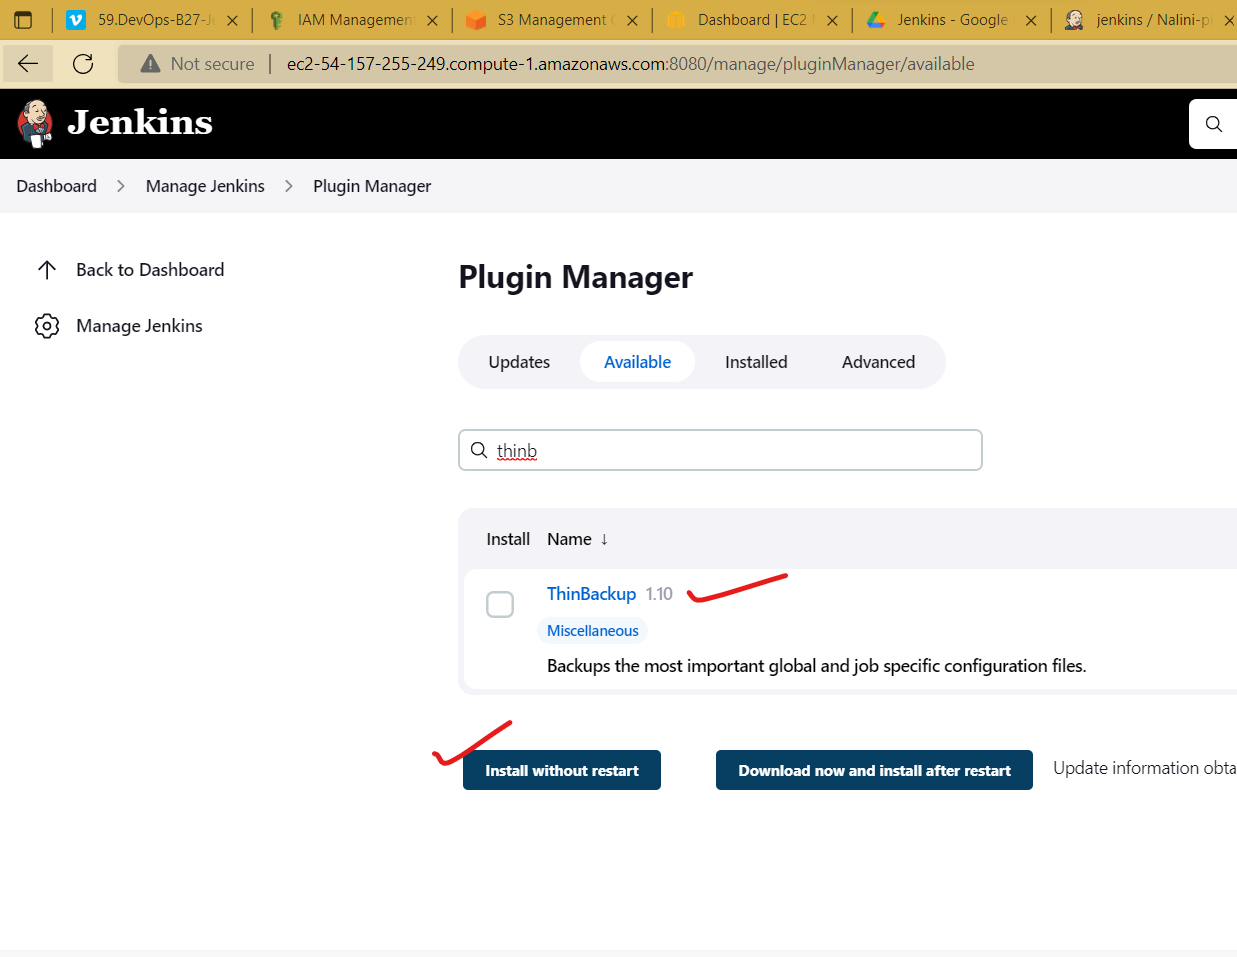 59.DevOps-B27-Je
IAM Management
S3 Management C
Dashboard | EC2 M
Jenkins - Google
jenkins / Nalini-pi
Not secure | ec2-54-157-255-249.compute-1.amazonaws.com:8080/manage/pluginManager/available
Jenkins
Dashboard > Manage Jenkins > Plugin Manager
Back to Dashboard
Manage Jenkins
Plugin Manager
Updates Available Installed Advanced
thinb
Install Name ↓
ThinBackup 1.10
Miscellaneous
Backups the most important global and job specific configuration files.
Install without restart
Download now and install after restart
Update information obta